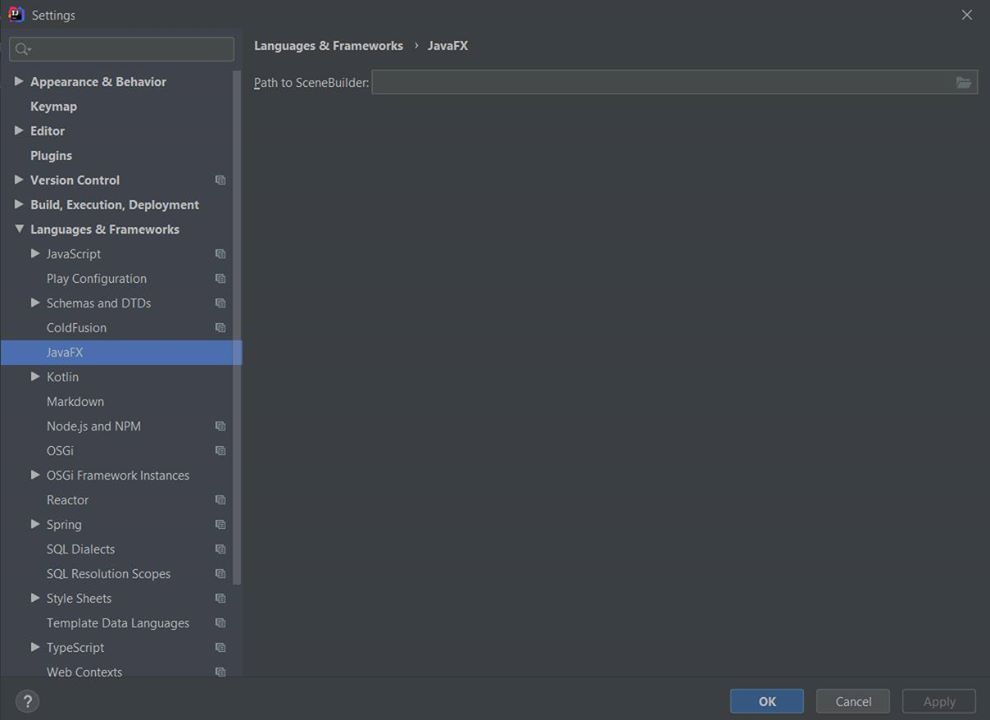 Settings
Languages & Frameworks › JavaFX
Path to SceneBuilder:
Appearance & Behavior
Keymap
Editor
Plugins
Version Control
Build, Execution, Deployment
Languages & Frameworks
JavaScript
Play Configuration
Schemas and DTDs
ColdFusion
JavaFX
Kotlin
Markdown
Node.js and NPM
OSGi
OSGi Framework Instances
Reactor
Spring
SQL Dialects
SQL Resolution Scopes
Style Sheets
Template Data Languages
TypeScript
Web Contexts
?
OK Cancel Apply